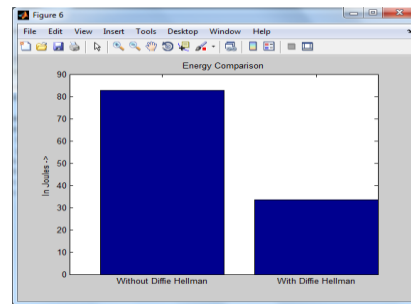 Figure 6
File Edit View Insert Tools Desktop Window Help
Energy Comparison
90
80
70
60
50
40
30
20
10
0
In Joules ->
Without Diffie Hellman With Diffie Hellman